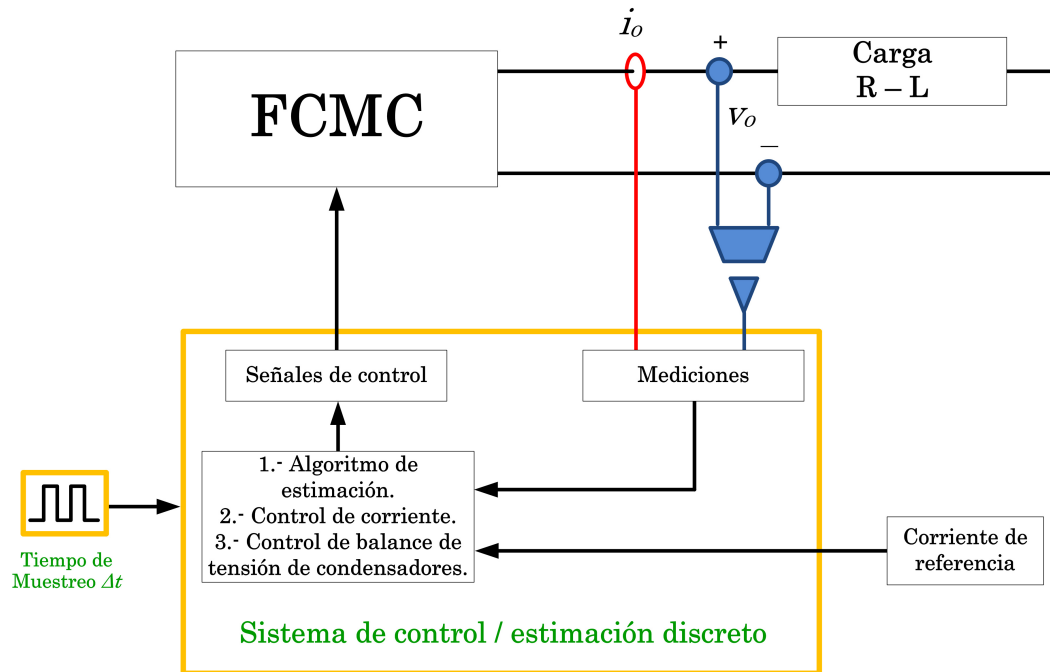 i_o
+
FCMC
Carga
R – L
v_o
–
Señales de control
Mediciones
1.- Algoritmo de
estimación.
2.- Control de corriente.
3.- Control de balance de
tensión de condensadores.
Corriente de
referencia
Tiempo de
Muestreo Δt
Sistema de control / estimación discreto